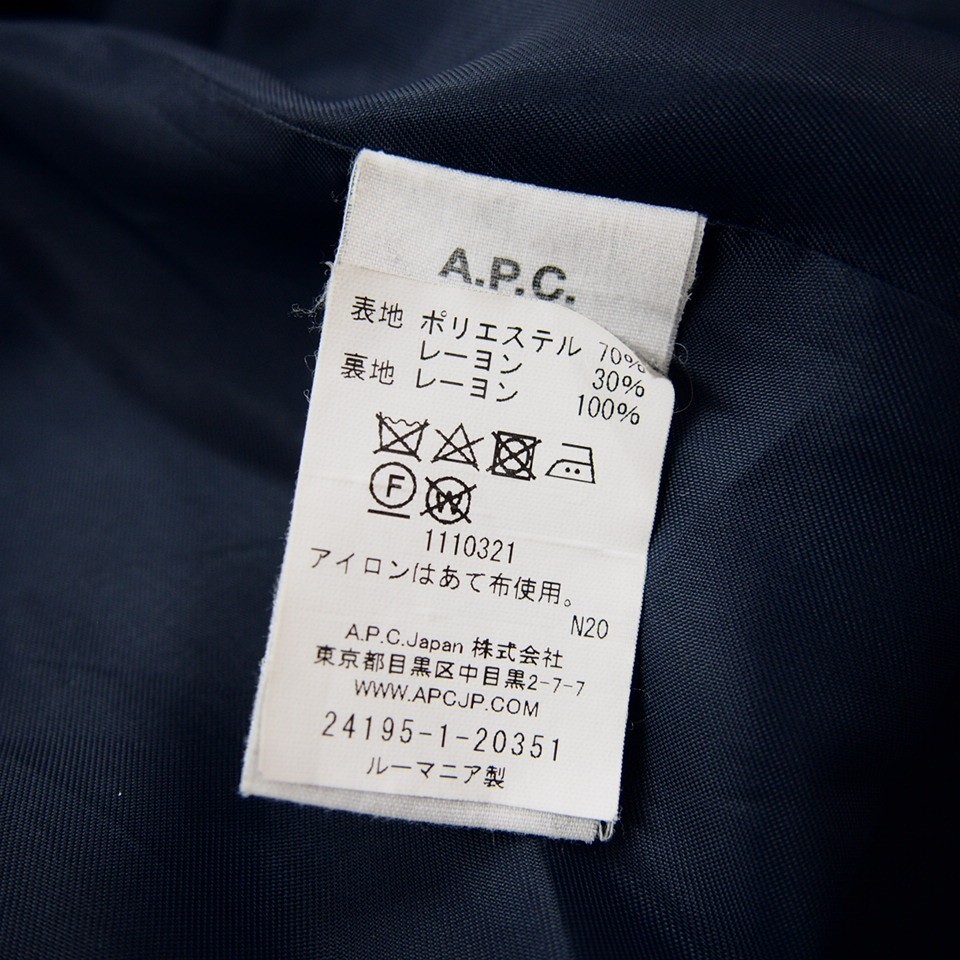 A.P.C.
表地 ポリエステル 70%
レーヨン 30%
裏地 レーヨン 100%
F W
1110321
アイロンはあて布使用。
N20
A.P.C.Japan 株式会社
東京都目黒区中目黒2-7-7
WWW.APCJP.COM
24195-1-20351
ルーマニア製